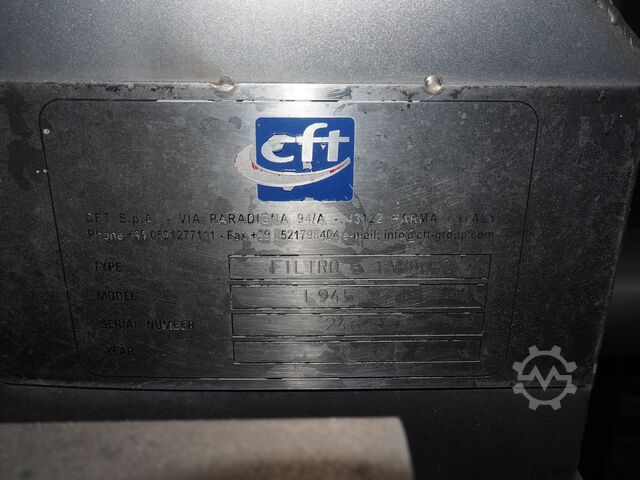 cft
CFT S.p.A. - VIA PARADIGNA 94/A - 43122 PARMA - ITALY
Phone +39 0521277111 - Fax +39 0521798404 e-mail: info@cft-group.com
TYPE FILTRO
MODEL
SERIAL NUMBER
YEAR